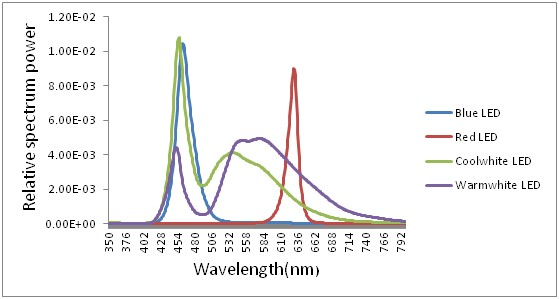 1.20E-02
1.00E-02
8.00E-03
6.00E-03
4.00E-03
2.00E-03
0.00E+00
Relative spectrum power
350 376 402 428 454 480 506 532 558 584 610 636 662 688 714 740 766 792
Wavelength(nm)
Blue LED
Red LED
Coolwhite LED
Warmwhite LED